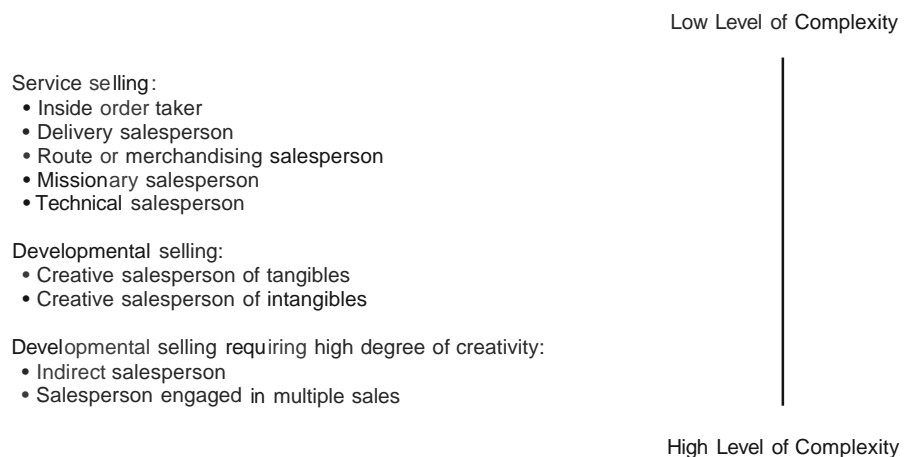 Low Level of Complexity
Service selling:
• Inside order taker
• Delivery salesperson
• Route or merchandising salesperson
• Missionary salesperson
• Technical salesperson
Developmental selling:
• Creative salesperson of tangibles
• Creative salesperson of intangibles
Developmental selling requiring high degree of creativity:
• Indirect salesperson
• Salesperson engaged in multiple sales
High Level of Complexity